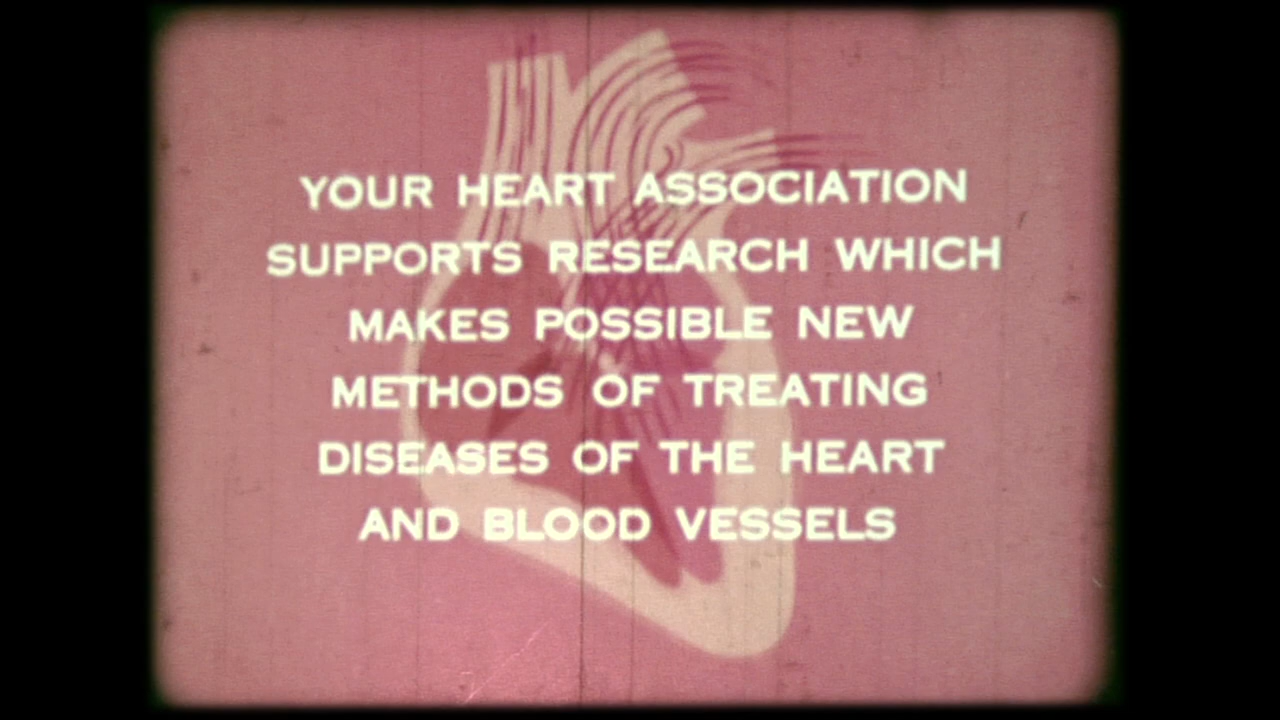 YOUR HEART ASSOCIATION
SUPPORTS RESEARCH WHICH
MAKES POSSIBLE NEW
METHODS OF TREATING
DISEASES OF THE HEART
AND BLOOD VESSELS